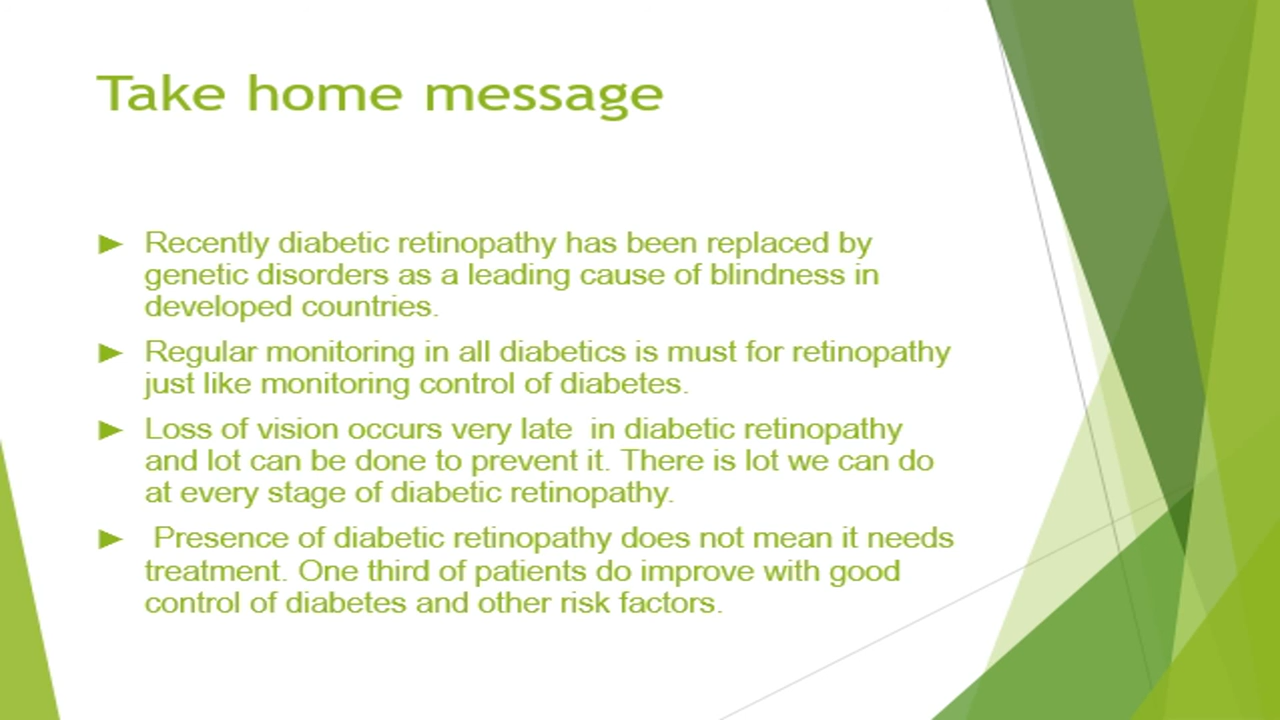 Take home message
► Recently diabetic retinopathy has been replaced by
genetic disorders as a leading cause of blindness in
developed countries.
► Regular monitoring in all diabetics is must for retinopathy
just like monitoring control of diabetes.
► Loss of vision occurs very late  in diabetic retinopathy
and lot can be done to prevent it. There is lot we can do
at every stage of diabetic retinopathy.
► Presence of diabetic retinopathy does not mean it needs
treatment. One third of patients do improve with good
control of diabetes and other risk factors.